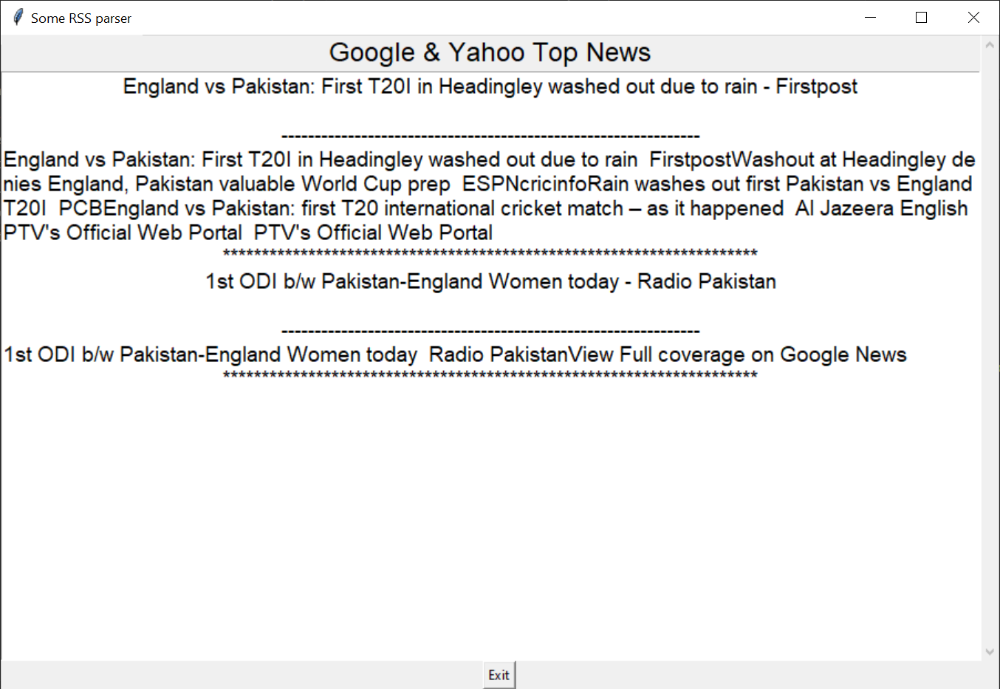 Some RSS parser
Google & Yahoo Top News
England vs Pakistan: First T20I in Headingley washed out due to rain - Firstpost
---------------------------------------------------------------
England vs Pakistan: First T20I in Headingley washed out due to rain  FirstpostWashout at Headingley de
nies England, Pakistan valuable World Cup prep  ESPNcricinfoRain washes out first Pakistan vs England
T20I  PCBEngland vs Pakistan: first T20 international cricket match – as it happened  Al Jazeera English
PTV's Official Web Portal  PTV's Official Web Portal
*********************************************************************
1st ODI b/w Pakistan-England Women today - Radio Pakistan
---------------------------------------------------------------
1st ODI b/w Pakistan-England Women today  Radio PakistanView Full coverage on Google News
*********************************************************************
Exit